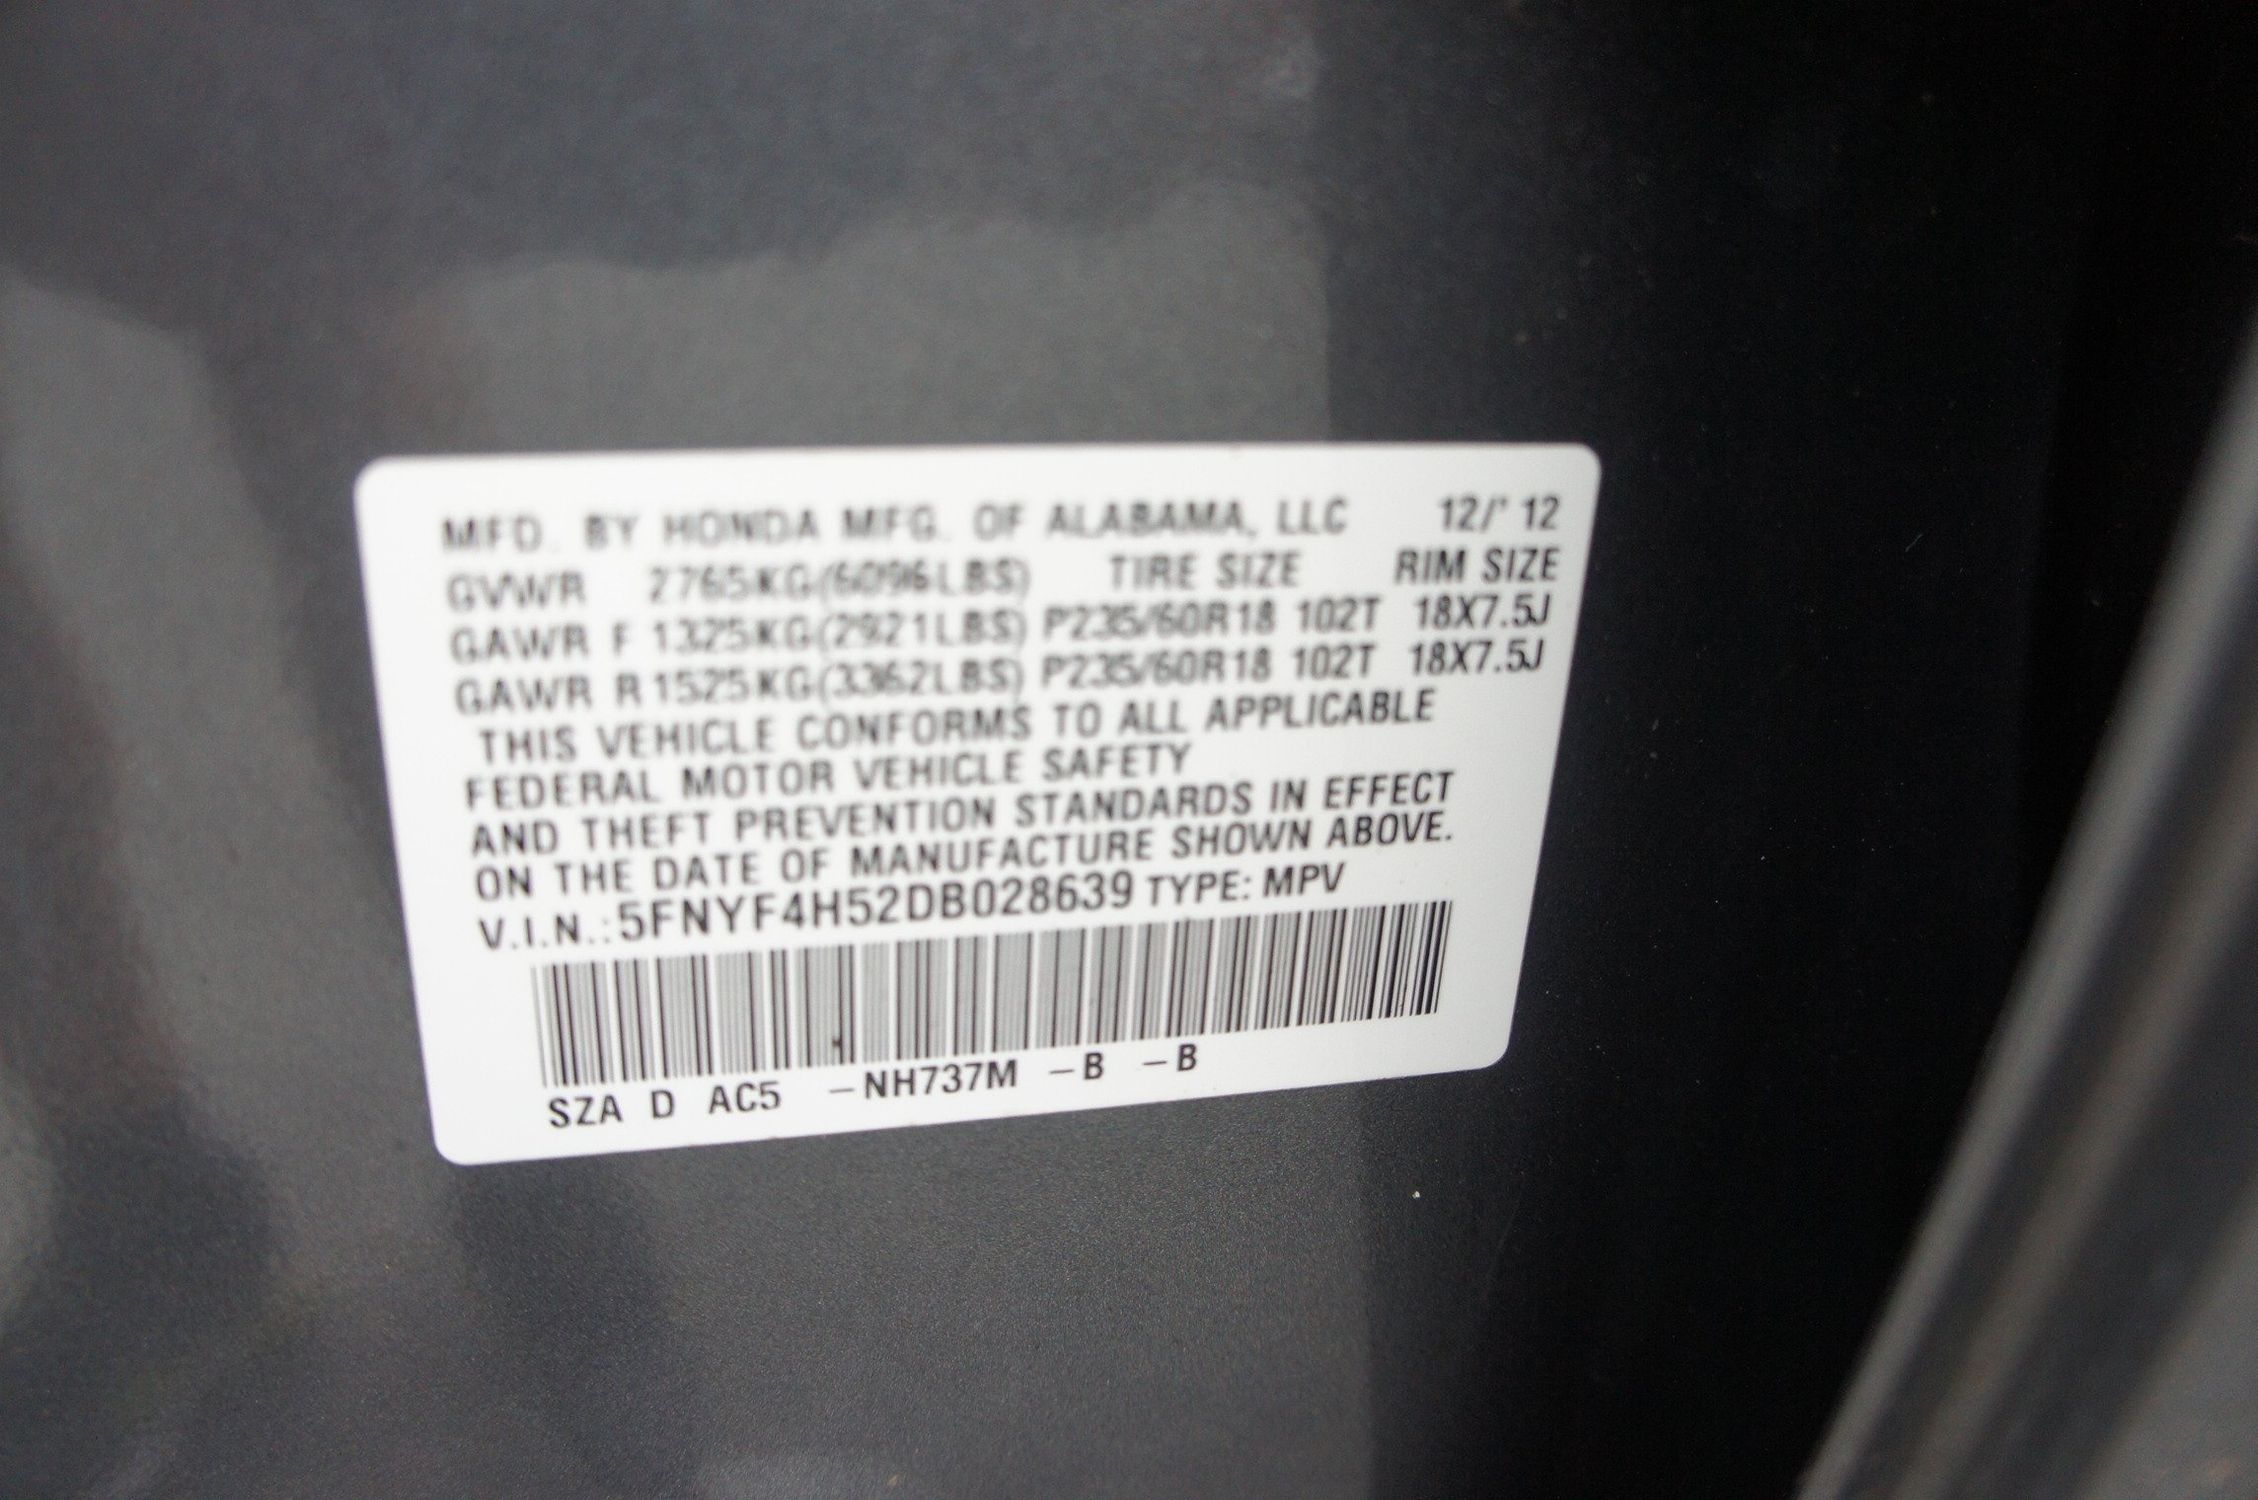 MFD. BY HONDA MFG. OF ALABAMA, LLC 12/' 12
GVWR 2765KG(6096LBS) TIRE SIZE RIM SIZE
GAWR F 1325KG(2921LBS) P235/60R18 102T 18X7.5J
GAWR R 1525KG(3362LBS) P235/60R18 102T 18X7.5J
THIS VEHICLE CONFORMS TO ALL APPLICABLE
FEDERAL MOTOR VEHICLE SAFETY
AND THEFT PREVENTION STANDARDS IN EFFECT
ON THE DATE OF MANUFACTURE SHOWN ABOVE.
V.I.N.:5FNYF4H52DB028639 TYPE: MPV
SZA D AC5 –NH737M –B –B